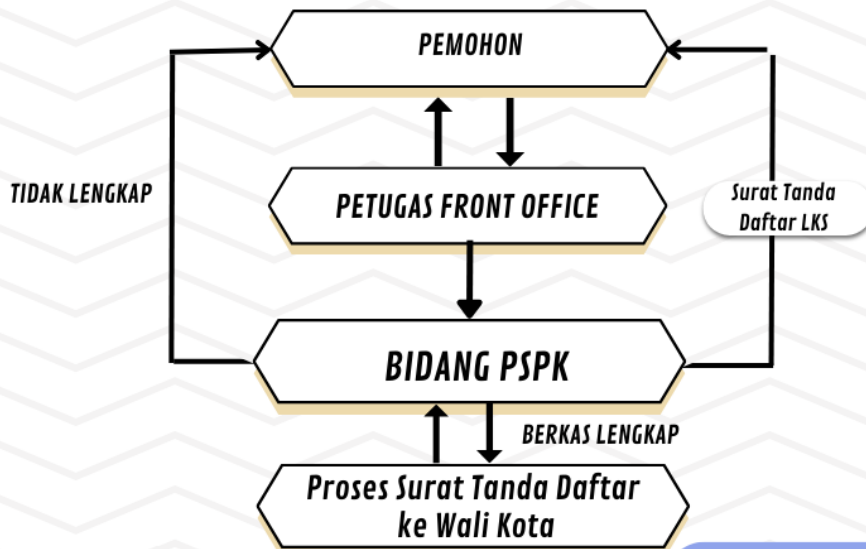 PEMOHON
TIDAK LENGKAP
PETUGAS FRONT OFFICE
Surat Tanda
Daftar LKS
BIDANG PSPK
BERKAS LENGKAP
Proses Surat Tanda Daftar
ke Wali Kota